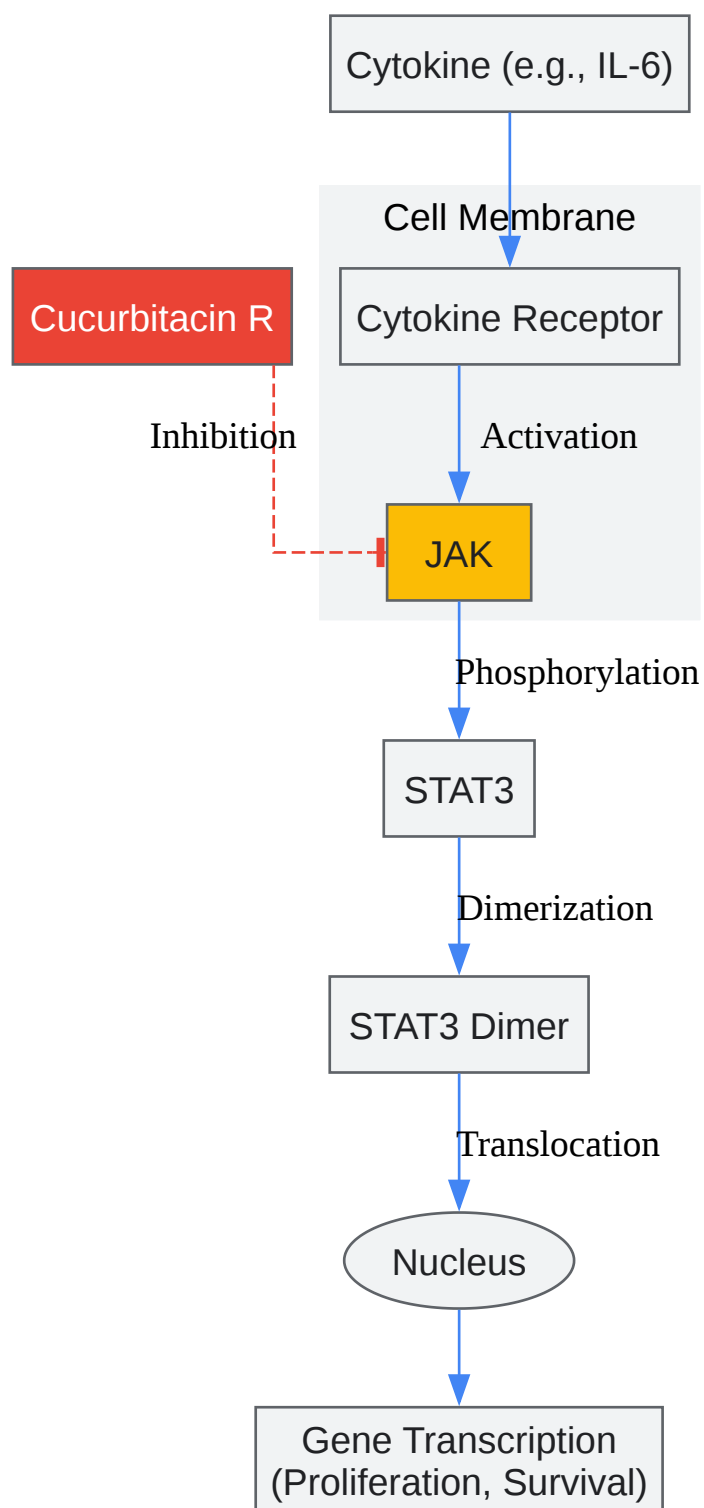 Cytokine (e.g., IL-6)
Cell Membrane
Cucurbitacin R
Cytokine Receptor
Inhibition
Activation
JAK
Phosphorylation
STAT3
Dimerization
STAT3 Dimer
Translocation
Nucleus
Gene Transcription
(Proliferation, Survival)